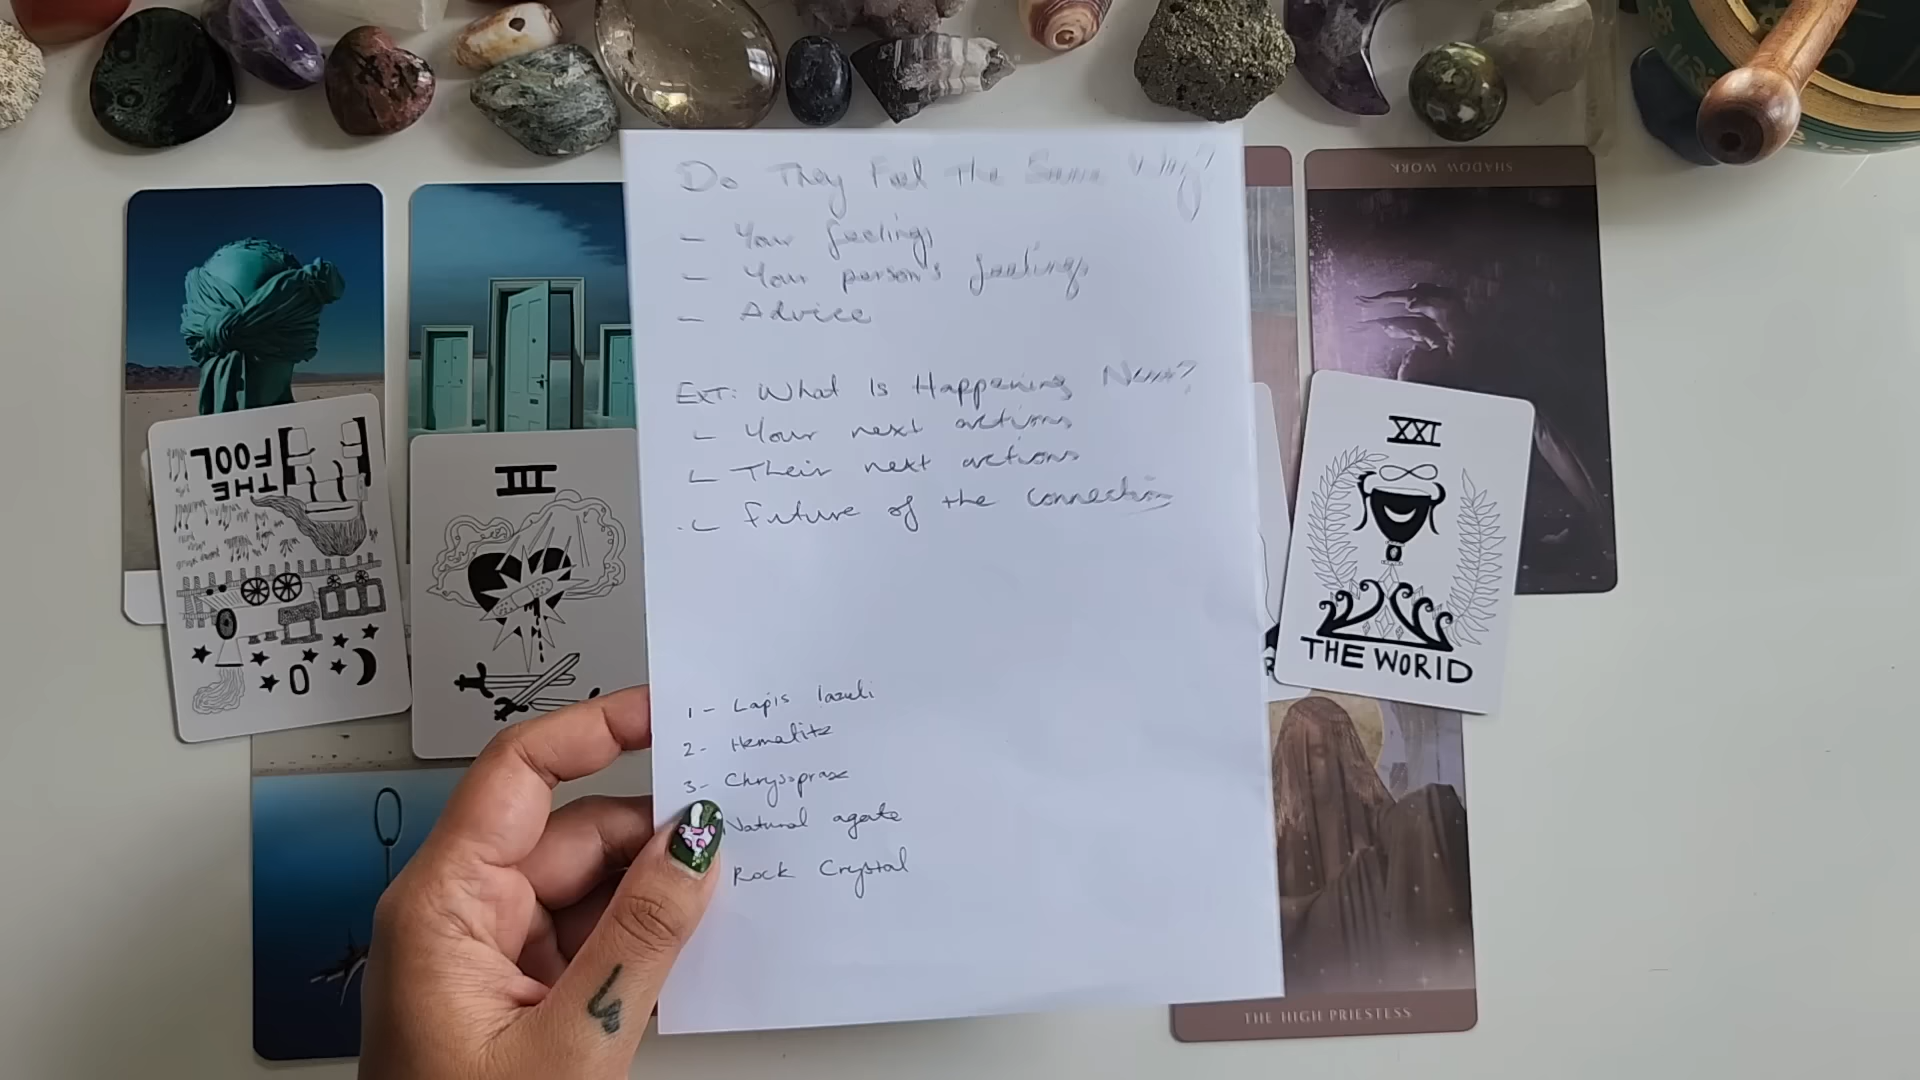 Do They Feel The Same Way?
- Your feelings
- Your person's feelings
- Advice
EXT: What Is Happening Next?
- Your next actions
- Their next actions
- Future of the connection
1- Lapis lazuli
2- Hematite
3- Chrysoprase
Natural agate
Rock Crystal
THE FOOL
0
III
SHADOW WORK
XXI
THE WORLD
THE HIGH PRIESTESS